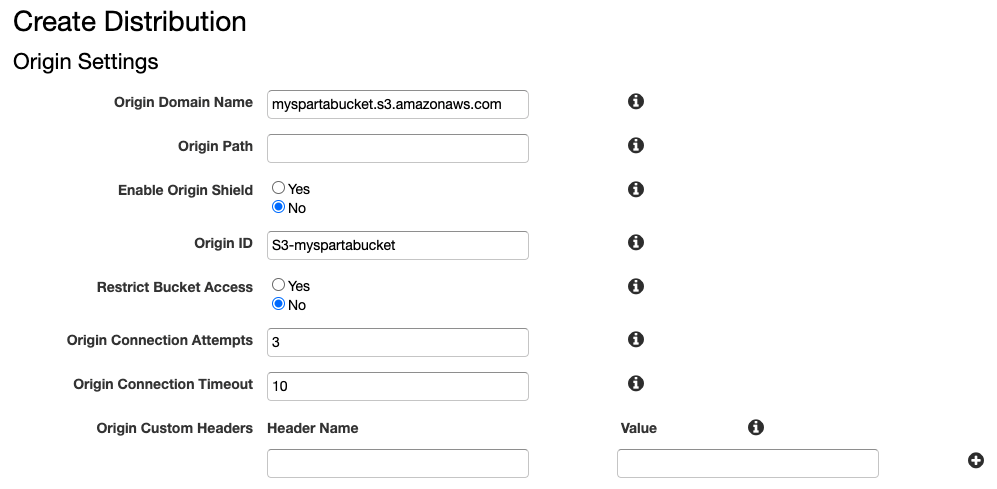 Create Distribution
Origin Settings
Origin Domain Name myspartabucket.s3.amazonaws.com
Origin Path
Enable Origin Shield Yes
No
Origin ID S3-myspartabucket
Restrict Bucket Access Yes
No
Origin Connection Attempts 3
Origin Connection Timeout 10
Origin Custom Headers Header Name Value